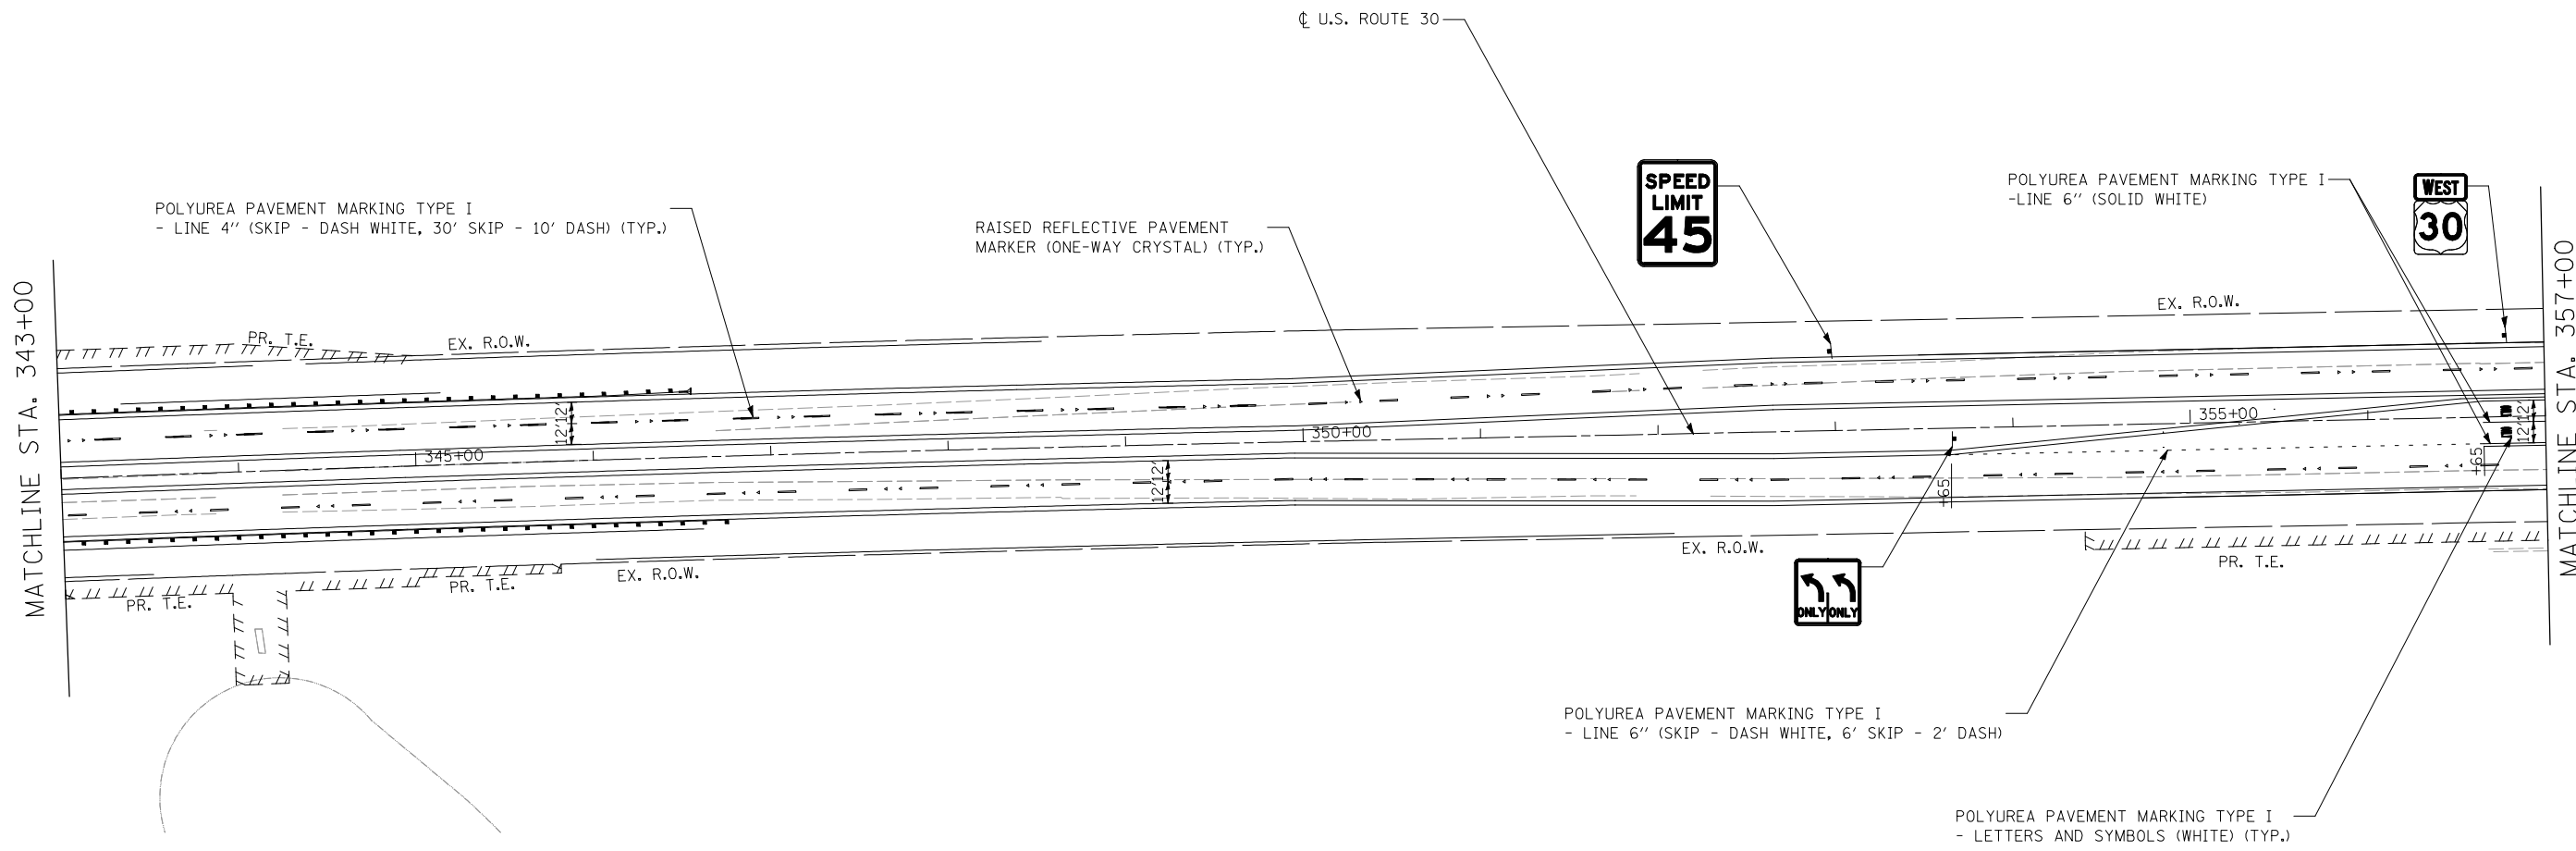 ℄ U.S. ROUTE 30
POLYUREA PAVEMENT MARKING TYPE I
- LINE 4" (SKIP - DASH WHITE, 30' SKIP - 10' DASH) (TYP.)
RAISED REFLECTIVE PAVEMENT
MARKER (ONE-WAY CRYSTAL) (TYP.)
SPEED
LIMIT
45
POLYUREA PAVEMENT MARKING TYPE I
-LINE 6" (SOLID WHITE)
WEST
30
MATCHLINE STA. 343+00
MATCHLINE STA. 357+00
PR. T.E.
EX. R.O.W.
EX. R.O.W.
12' 12'
345+00
350+00
355+00
12' 12'
12' 12'
+65
+65
EX. R.O.W.
EX. R.O.W.
PR. T.E.
PR. T.E.
PR. T.E.
ONLY ONLY
POLYUREA PAVEMENT MARKING TYPE I
- LINE 6" (SKIP - DASH WHITE, 6' SKIP - 2' DASH)
POLYUREA PAVEMENT MARKING TYPE I
- LETTERS AND SYMBOLS (WHITE) (TYP.)